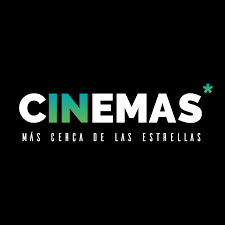 CINEMAS*
MÁS CERCA DE LAS ESTRELLAS